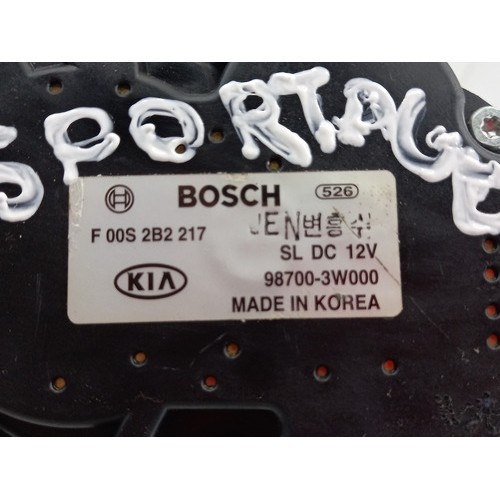 SPORTAGE
BOSCH 526
F 00S 2B2 217
SL DC 12V
KIA 98700-3W000
MADE IN KOREA